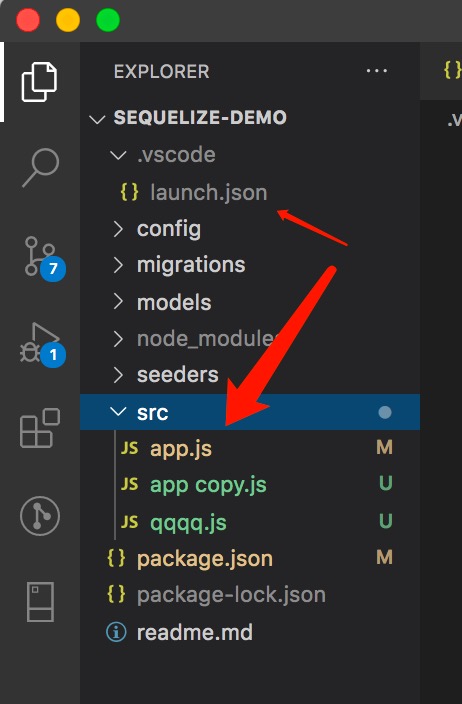 EXPLORER ...
SEQUELIZE-DEMO
.vscode
{} launch.json
config
7
migrations
models
node_modules
1
seeders
src
JS app.js M
JS app copy.js U
JS qqqq.js U
{} package.json M
{} package-lock.json
readme.md